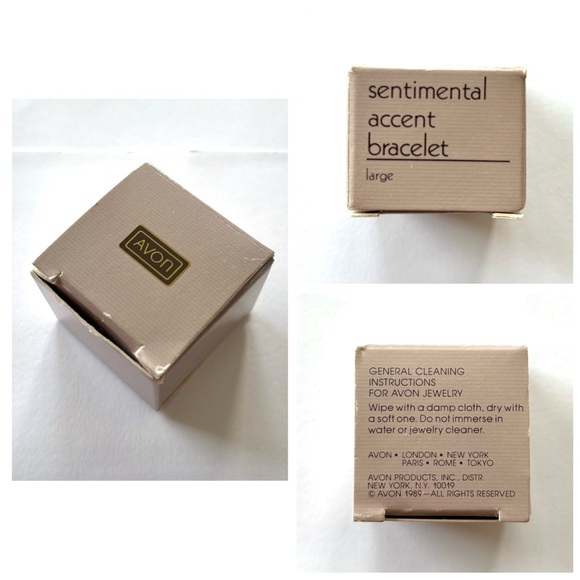 AVON
sentimental
accent
bracelet
large
GENERAL CLEANING
INSTRUCTIONS
FOR AVON JEWELRY
Wipe with a damp cloth, dry with
a soft one. Do not immerse in
water or jewelry cleaner.
AVON • LONDON • NEW YORK
PARIS • ROME • TOKYO
AVON PRODUCTS, INC., DISTR.
NEW YORK, N.Y. 10019
© AVON 1989—ALL RIGHTS RESERVED